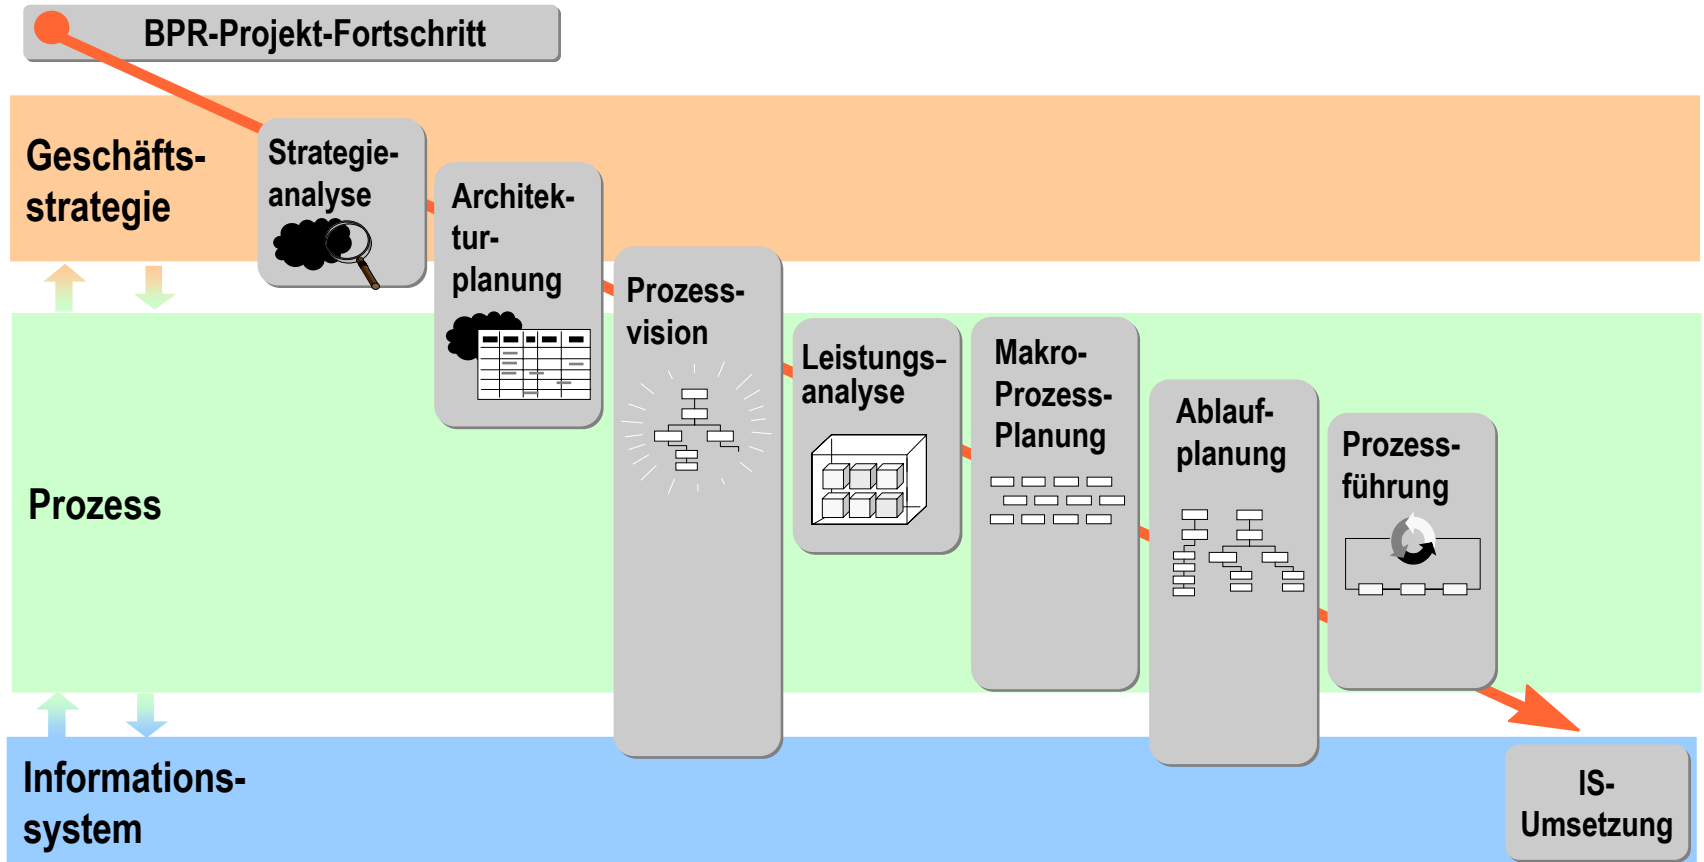 BPR-Projekt-Fortschritt
Geschäfts-
strategie
Strategie-
analyse
Architek-
tur-
planung
Prozess-
vision
Leistungs-
analyse
Makro-
Prozess-
Planung
Ablauf-
planung
Prozess-
führung
Prozess
Informations-
system
IS-
Umsetzung